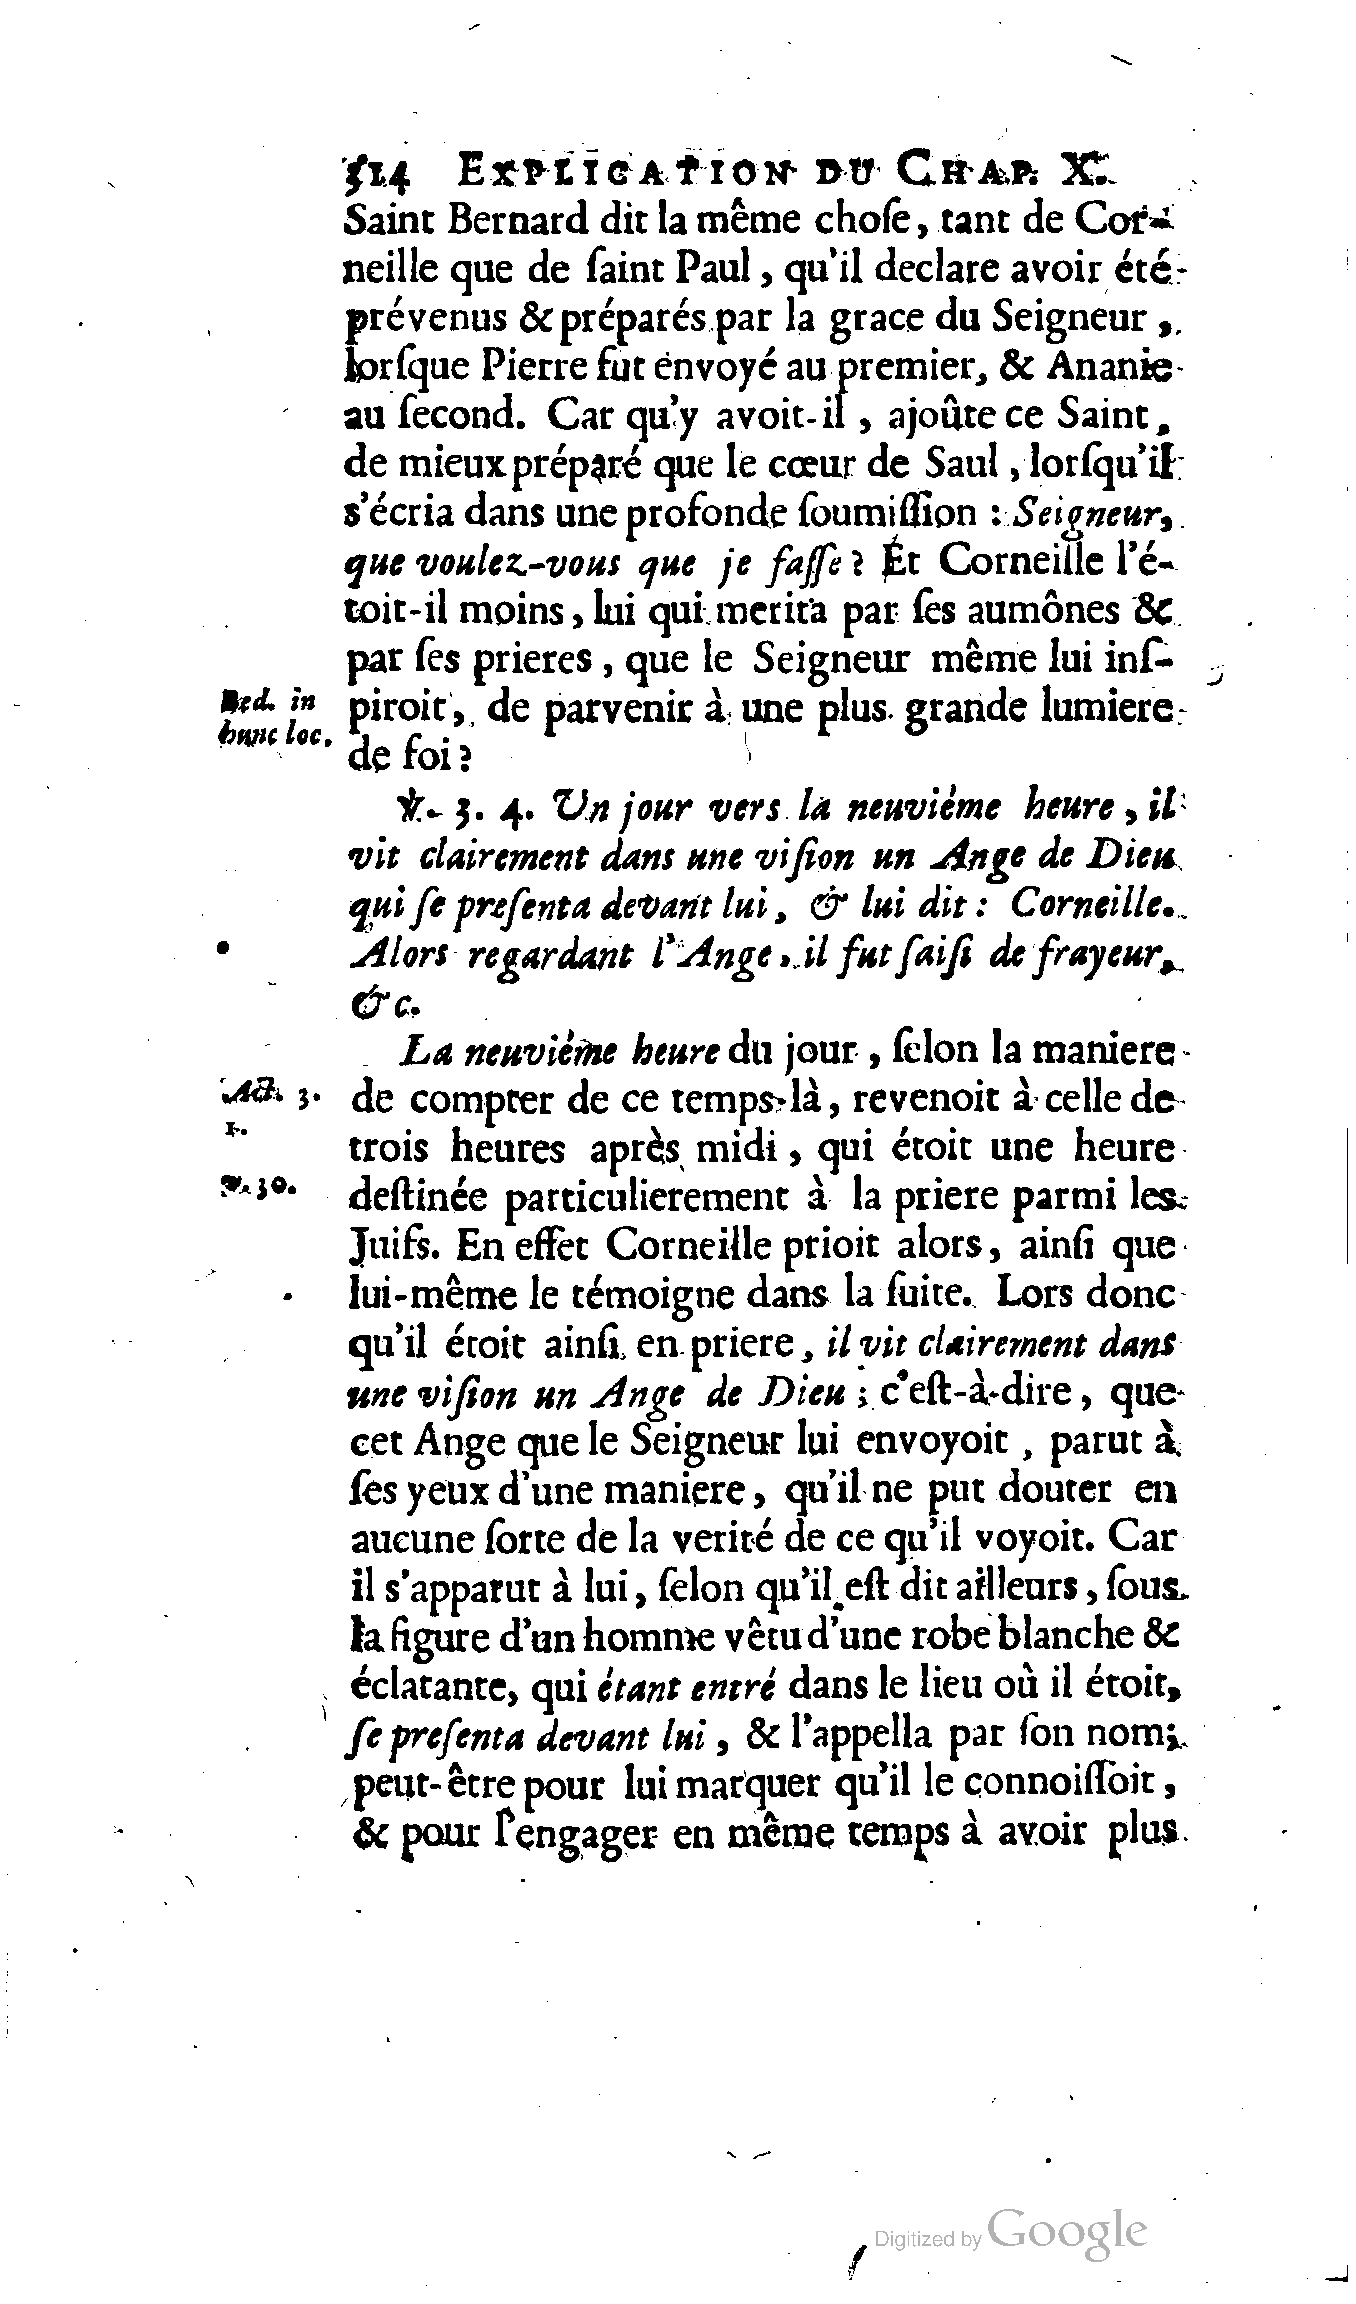 514 EXPLICATION DU CHAP. X.
Saint Bernard dit la même choſe, tant de Cor-
neille que de ſaint Paul, qu'il declare avoir été
prévenus & préparés par la grace du Seigneur,
lorſque Pierre fut envoyé au premier, & Ananie
au ſecond. Car qu'y avoit-il, ajoûte ce Saint,
de mieux préparé que le cœur de Saul, lorſqu'il
s'écria dans une profonde ſoumiſſion : Seigneur,
que voulez-vous que je faſſe ? Et Corneille l'é-
toit-il moins, lui qui merita par ſes aumônes &
par ſes prieres, que le Seigneur même lui inſ-
Bed. in
hunc loc.
piroit, de parvenir à une plus grande lumiere
de foi ?
℣. 3. 4. Un jour vers la neuviéme heure, il
vit clairement dans une viſion un Ange de Dieu
qui ſe preſenta devant lui, & lui dit : Corneille.
Alors regardant l'Ange, il fut ſaiſi de frayeur,
&c.
La neuviéme heure du jour, ſelon la maniere
Act. 3.
1.
de compter de ce temps-là, revenoit à celle de
trois heures après midi, qui étoit une heure
℣. 30.
deſtinée particulierement à la priere parmi les
Juifs. En effet Corneille prioit alors, ainſi que
lui-même le témoigne dans la ſuite. Lors donc
qu'il étoit ainſi en priere, il vit clairement dans
une viſion un Ange de Dieu ; c'eſt-à-dire, que
cet Ange que le Seigneur lui envoyoit, parut à
ſes yeux d'une maniere, qu'il ne put douter en
aucune ſorte de la verité de ce qu'il voyoit. Car
il s'apparut à lui, ſelon qu'il eſt dit ailleurs, ſous
la figure d'un homme vêtu d'une robe blanche &
éclatante, qui étant entré dans le lieu où il étoit,
ſe preſenta devant lui, & l'appella par ſon nom;
peut-être pour lui marquer qu'il le connoiſſoit,
& pour l'engager en même temps à avoir plus
Digitized by Google